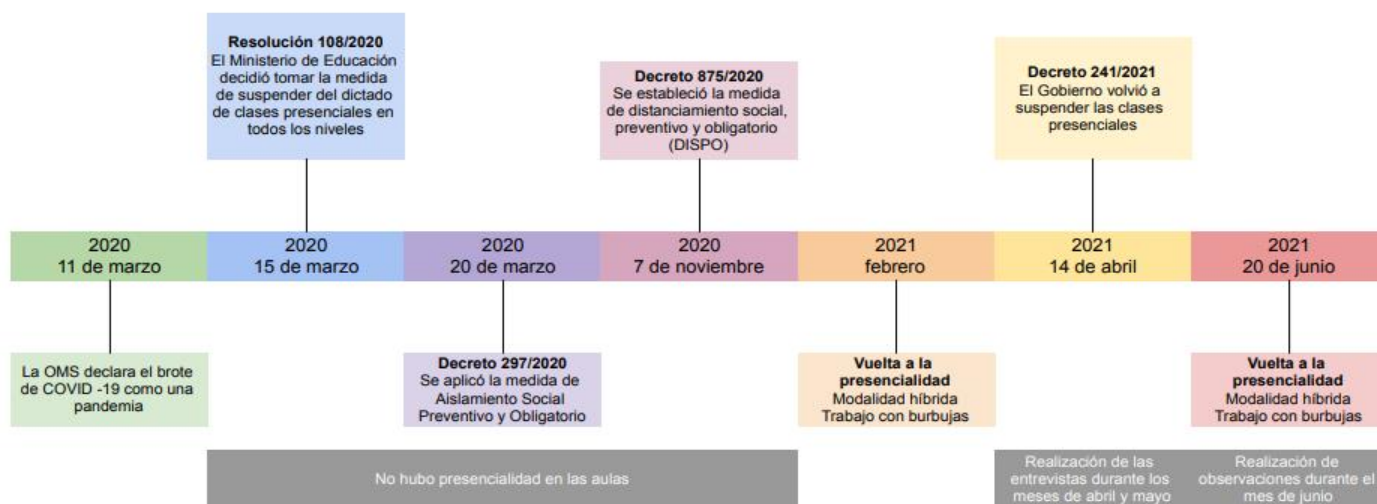 Resolución 108/2020
El Ministerio de Educación
decidió tomar la medida
de suspender del dictado
de clases presenciales en
todos los niveles
Decreto 875/2020
Se estableció la medida
de distanciamiento social,
preventivo y obligatorio
(DISPO)
Decreto 241/2021
El Gobierno volvió a
suspender las clases
presenciales
2020
11 de marzo
2020
15 de marzo
2020
20 de marzo
2020
7 de noviembre
2021
febrero
2021
14 de abril
2021
20 de junio
La OMS declara el brote
de COVID -19 como una
pandemia
Decreto 297/2020
Se aplicó la medida de
Aislamiento Social
Preventivo y Obligatorio
Vuelta a la
presencialidad
Modalidad híbrida
Trabajo con burbujas
Vuelta a la
presencialidad
Modalidad híbrida
Trabajo con burbujas
No hubo presencialidad en las aulas
Realización de las
entrevistas durante los
meses de abril y mayo
Realización de
observaciones durante el
mes de junio